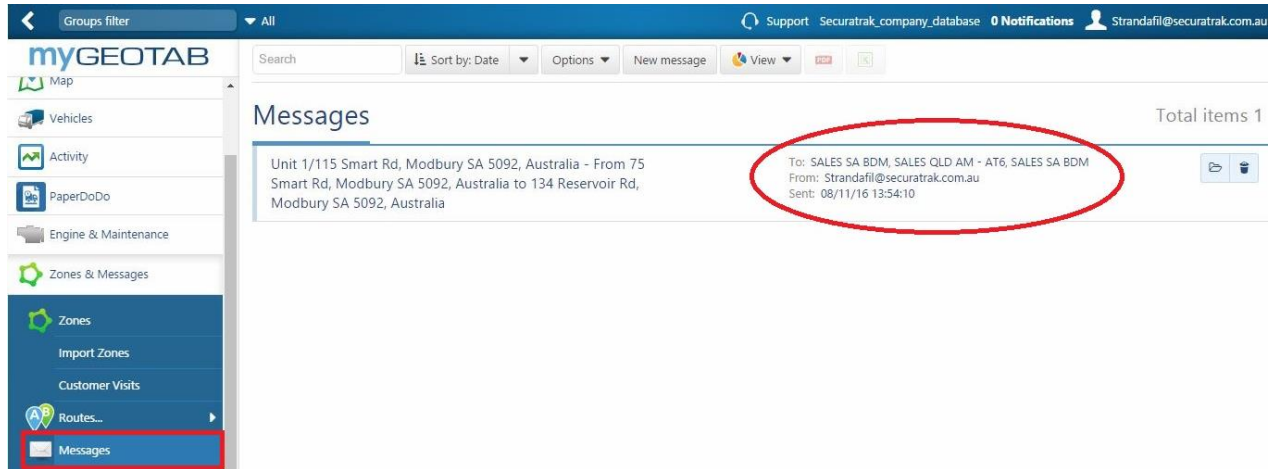 Groups filter
All
Support Securatrak_company_database 0 Notifications Strandafil@securatrak.com.au
myGEOTAB
Search
Sort by: Date
Options
New message
View
PDF
Map
Vehicles
Activity
PaperDoDo
Engine & Maintenance
Zones & Messages
Zones
Import Zones
Customer Visits
A B
Routes...
Messages
Messages
Total items 1
Unit 1/115 Smart Rd, Modbury SA 5092, Australia - From 75
Smart Rd, Modbury SA 5092, Australia to 134 Reservoir Rd,
Modbury SA 5092, Australia
To: SALES SA BDM, SALES QLD AM - AT6, SALES SA BDM
From: Strandafil@securatrak.com.au
Sent: 08/11/16 13:54:10